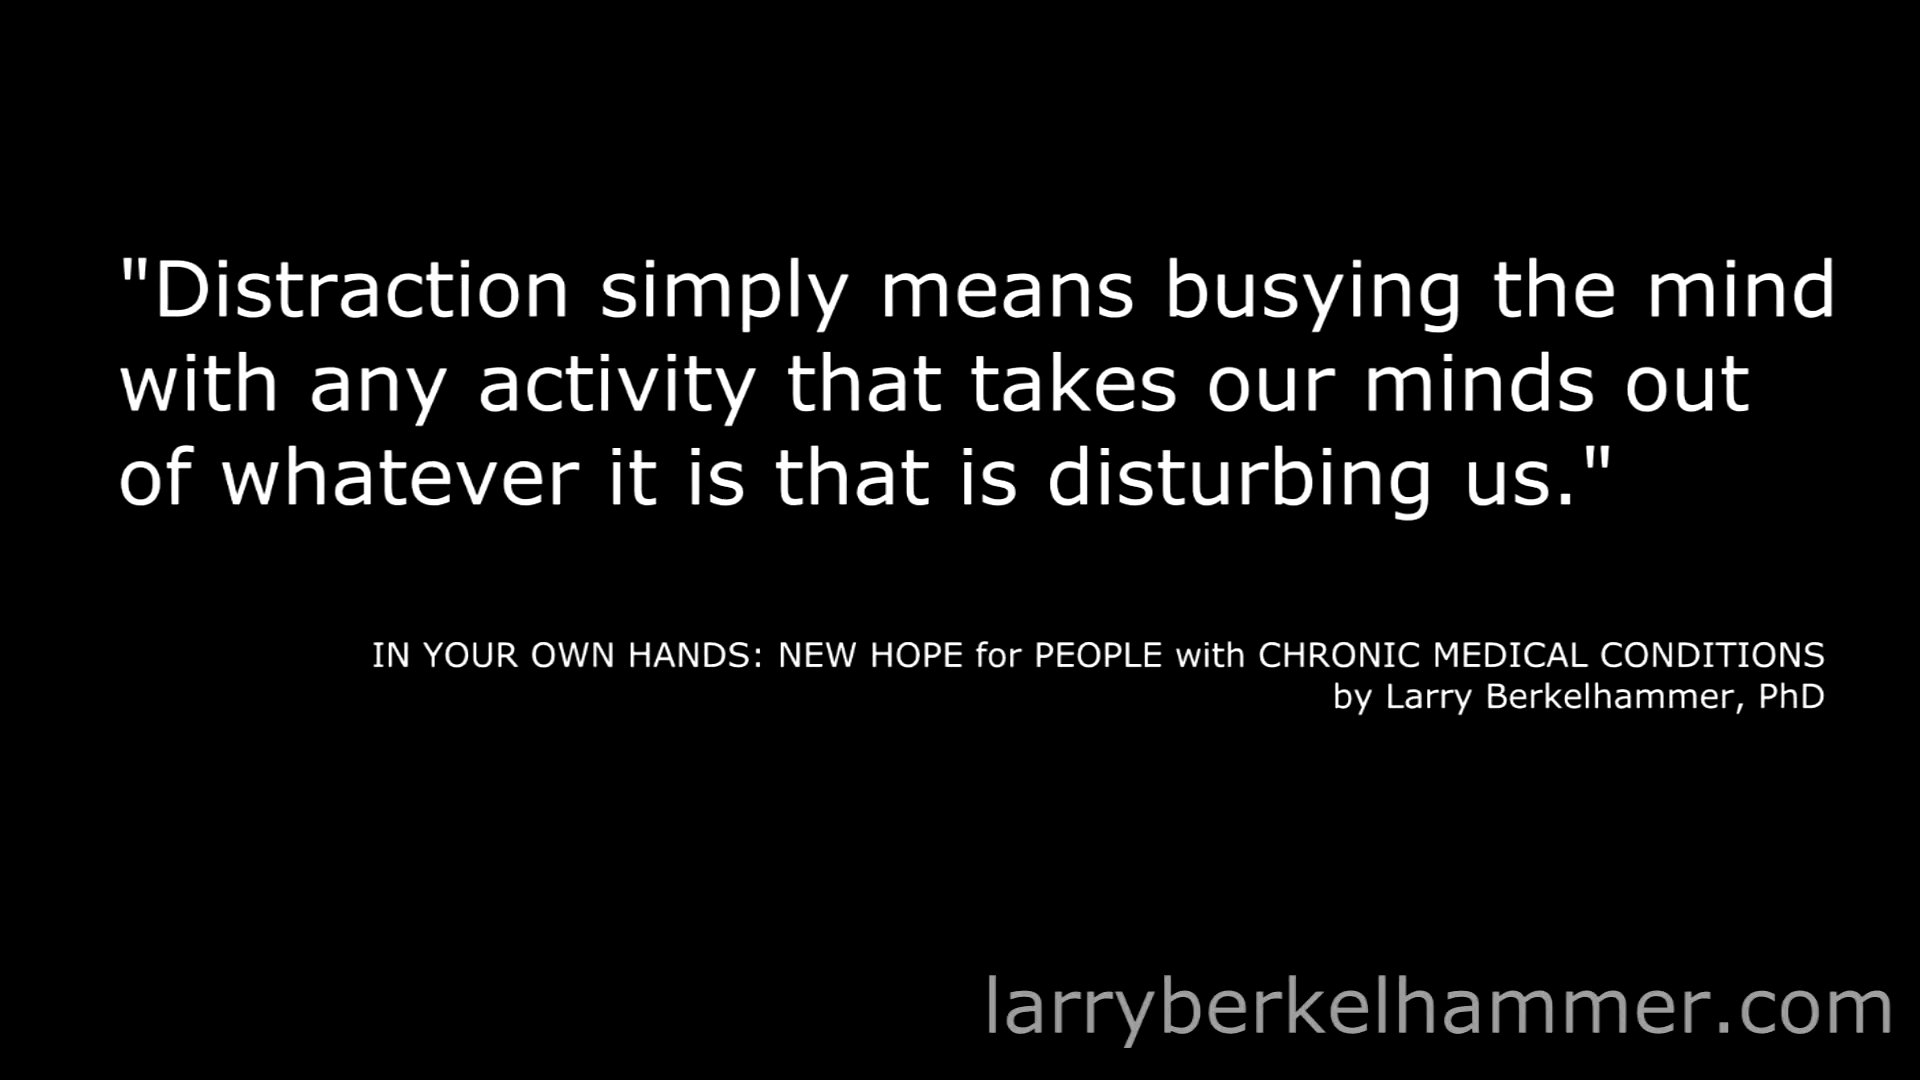 "Distraction simply means busying the mind
with any activity that takes our minds out
of whatever it is that is disturbing us."
IN YOUR OWN HANDS: NEW HOPE for PEOPLE with CHRONIC MEDICAL CONDITIONS
by Larry Berkelhammer, PhD
larryberkelhammer.com